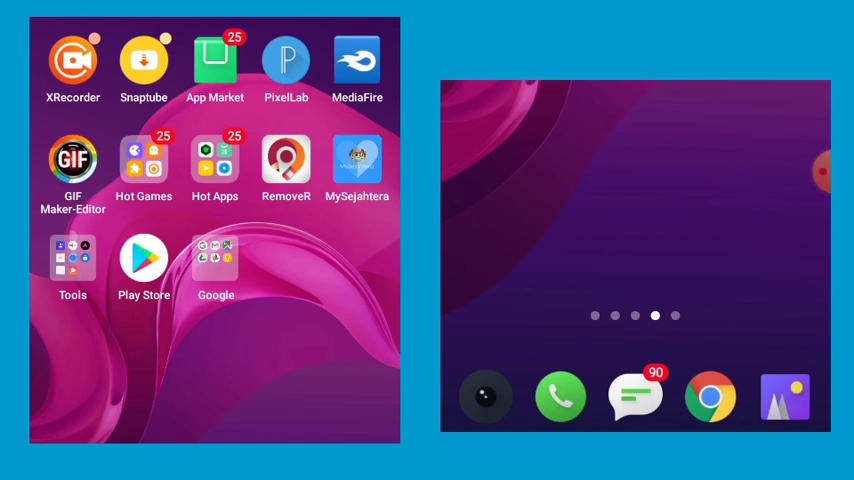 25
XRecorder Snaptube App Market PixelLab MediaFire
GIF 25 25 MySejahtera
GIF Maker-Editor Hot Games Hot Apps RemoveR MySejahtera
Tools Play Store Google
90